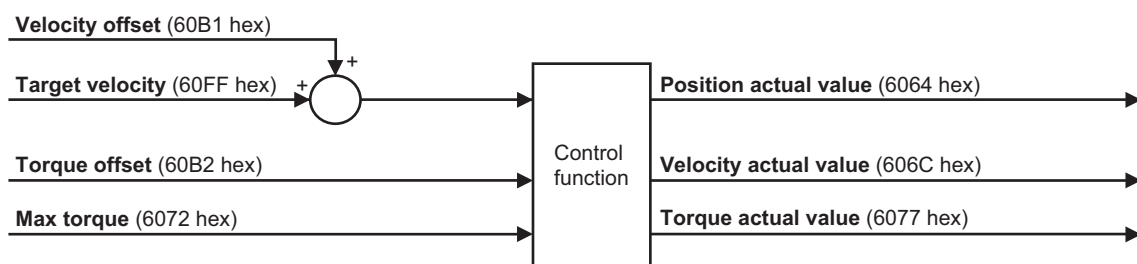 Velocity offset (60B1 hex)
+
Target velocity (60FF hex)
+
Position actual value (6064 hex)
Torque offset (60B2 hex)
Control
function
Velocity actual value (606C hex)
Max torque (6072 hex)
Torque actual value (6077 hex)